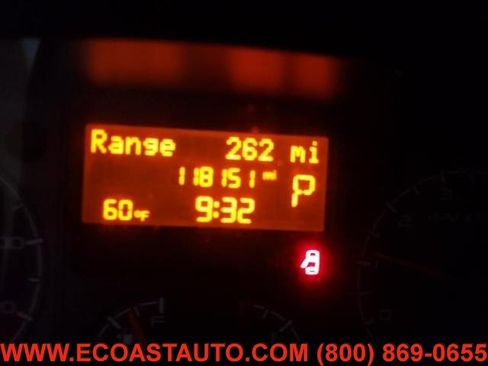 Range 262 mi
118151 mi
P
60°F 9:32
F
WWW.ECOASTAUTO.COM (800) 869-0655